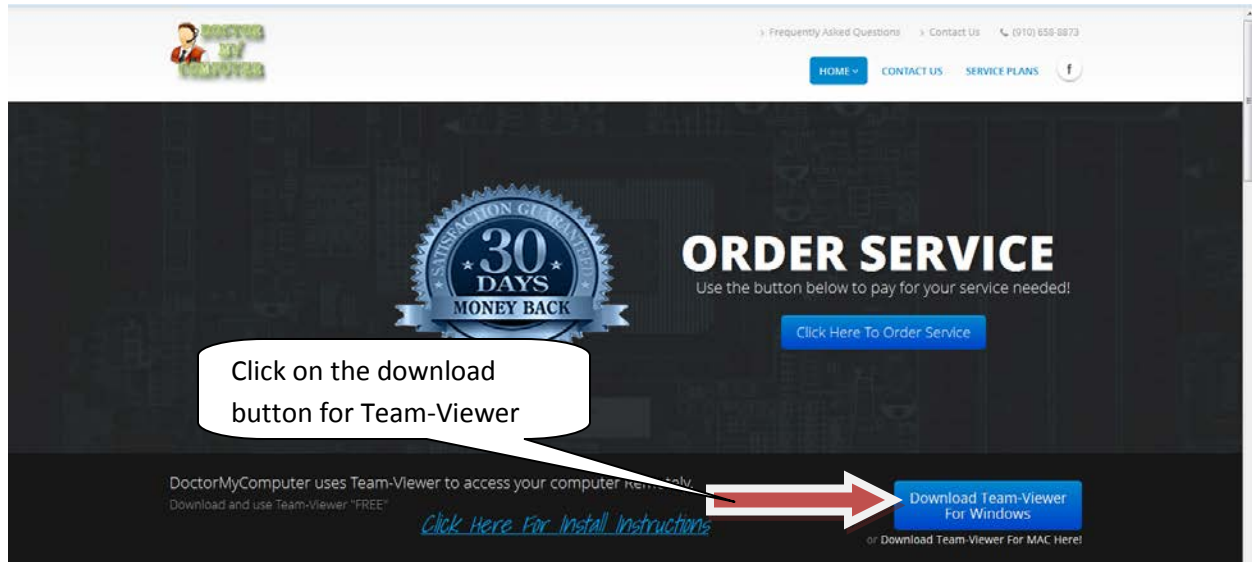 DOCTOR
MY
COMPUTER
› Frequently Asked Questions › Contact Us (910) 658-8873
HOME CONTACT US SERVICE PLANS f
SATISFACTION GUARANTEED
30
DAYS
MONEY BACK
ORDER SERVICE
Use the button below to pay for your service needed!
Click Here To Order Service
Click on the download
button for Team-Viewer
DoctorMyComputer uses Team-Viewer to access your computer Remotely.
Download and use Team-Viewer "FREE"
Click Here For Install Instructions
Download Team-Viewer
For Windows
or Download Team-Viewer For MAC Here!